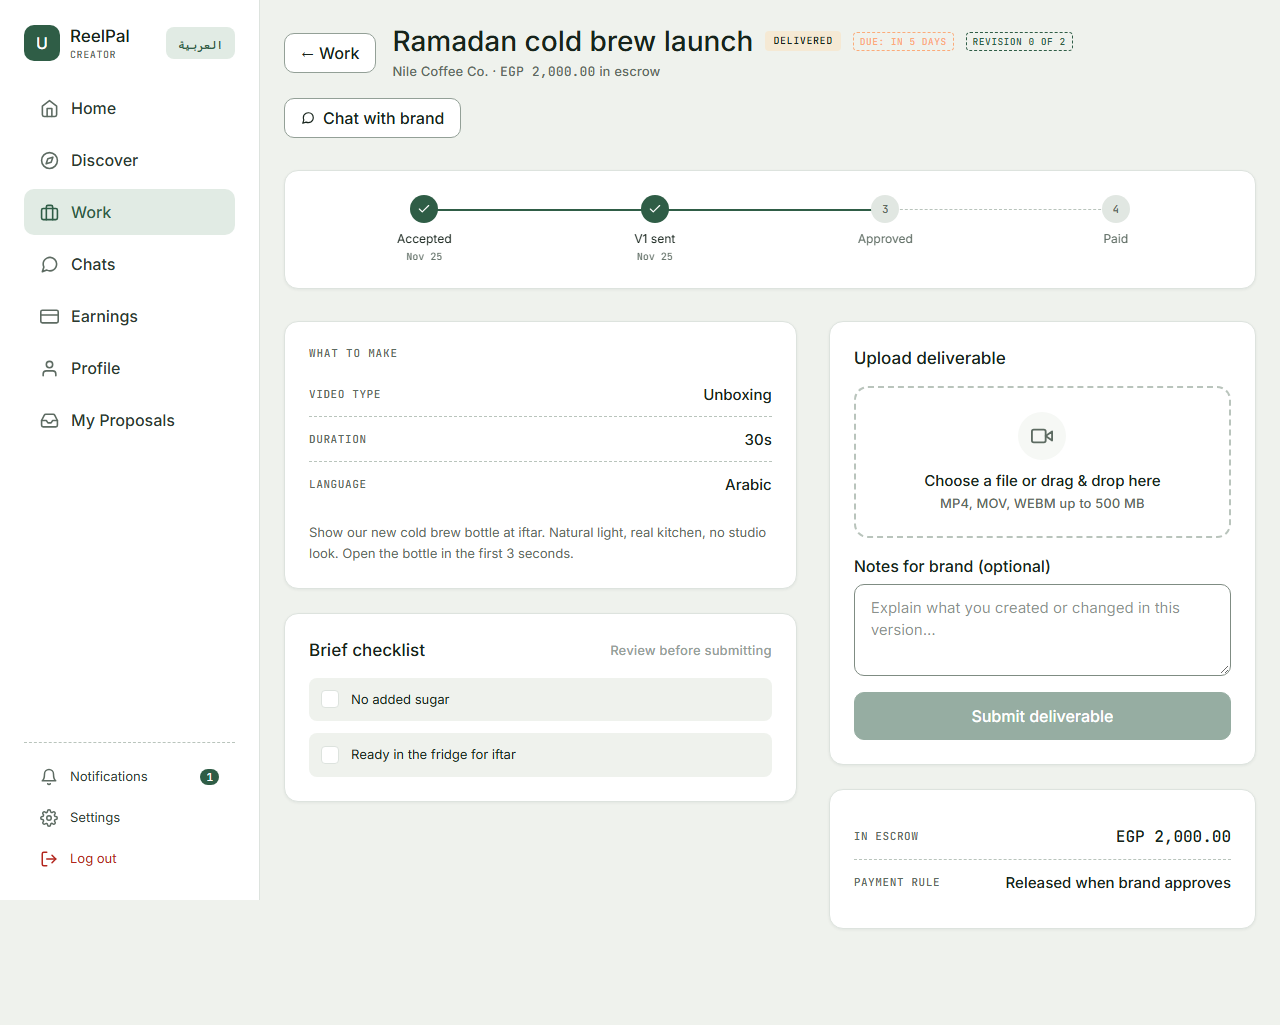 U
ReelPal
CREATOR
العربية
Home
Discover
Work
Chats
Earnings
Profile
My Proposals
Notifications
1
Settings
Log out
← Work
Ramadan cold brew launch
DELIVERED
DUE: IN 5 DAYS
REVISION 0 OF 2
Nile Coffee Co. · EGP 2,000.00 in escrow
Chat with brand
Accepted
Nov 25
V1 sent
Nov 25
3
Approved
4
Paid
WHAT TO MAKE
VIDEO TYPE
Unboxing
DURATION
30s
LANGUAGE
Arabic
Show our new cold brew bottle at iftar. Natural light, real kitchen, no studio
look. Open the bottle in the first 3 seconds.
Brief checklist
Review before submitting
No added sugar
Ready in the fridge for iftar
Upload deliverable
Choose a file or drag & drop here
MP4, MOV, WEBM up to 500 MB
Notes for brand (optional)
Explain what you created or changed in this
version...
Submit deliverable
IN ESCROW
EGP 2,000.00
PAYMENT RULE
Released when brand approves